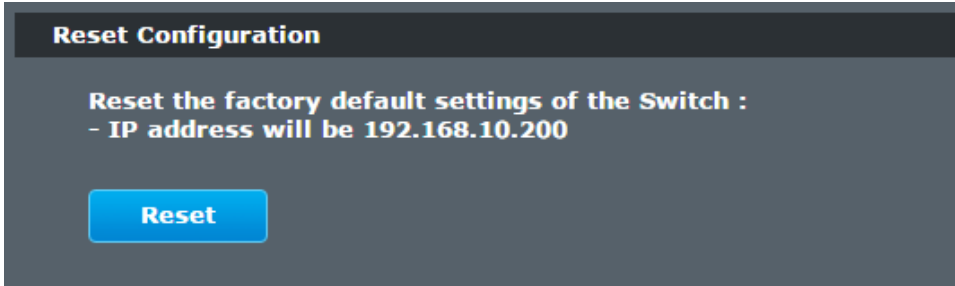 Reset Configuration
Reset the factory default settings of the Switch :
- IP address will be 192.168.10.200
Reset